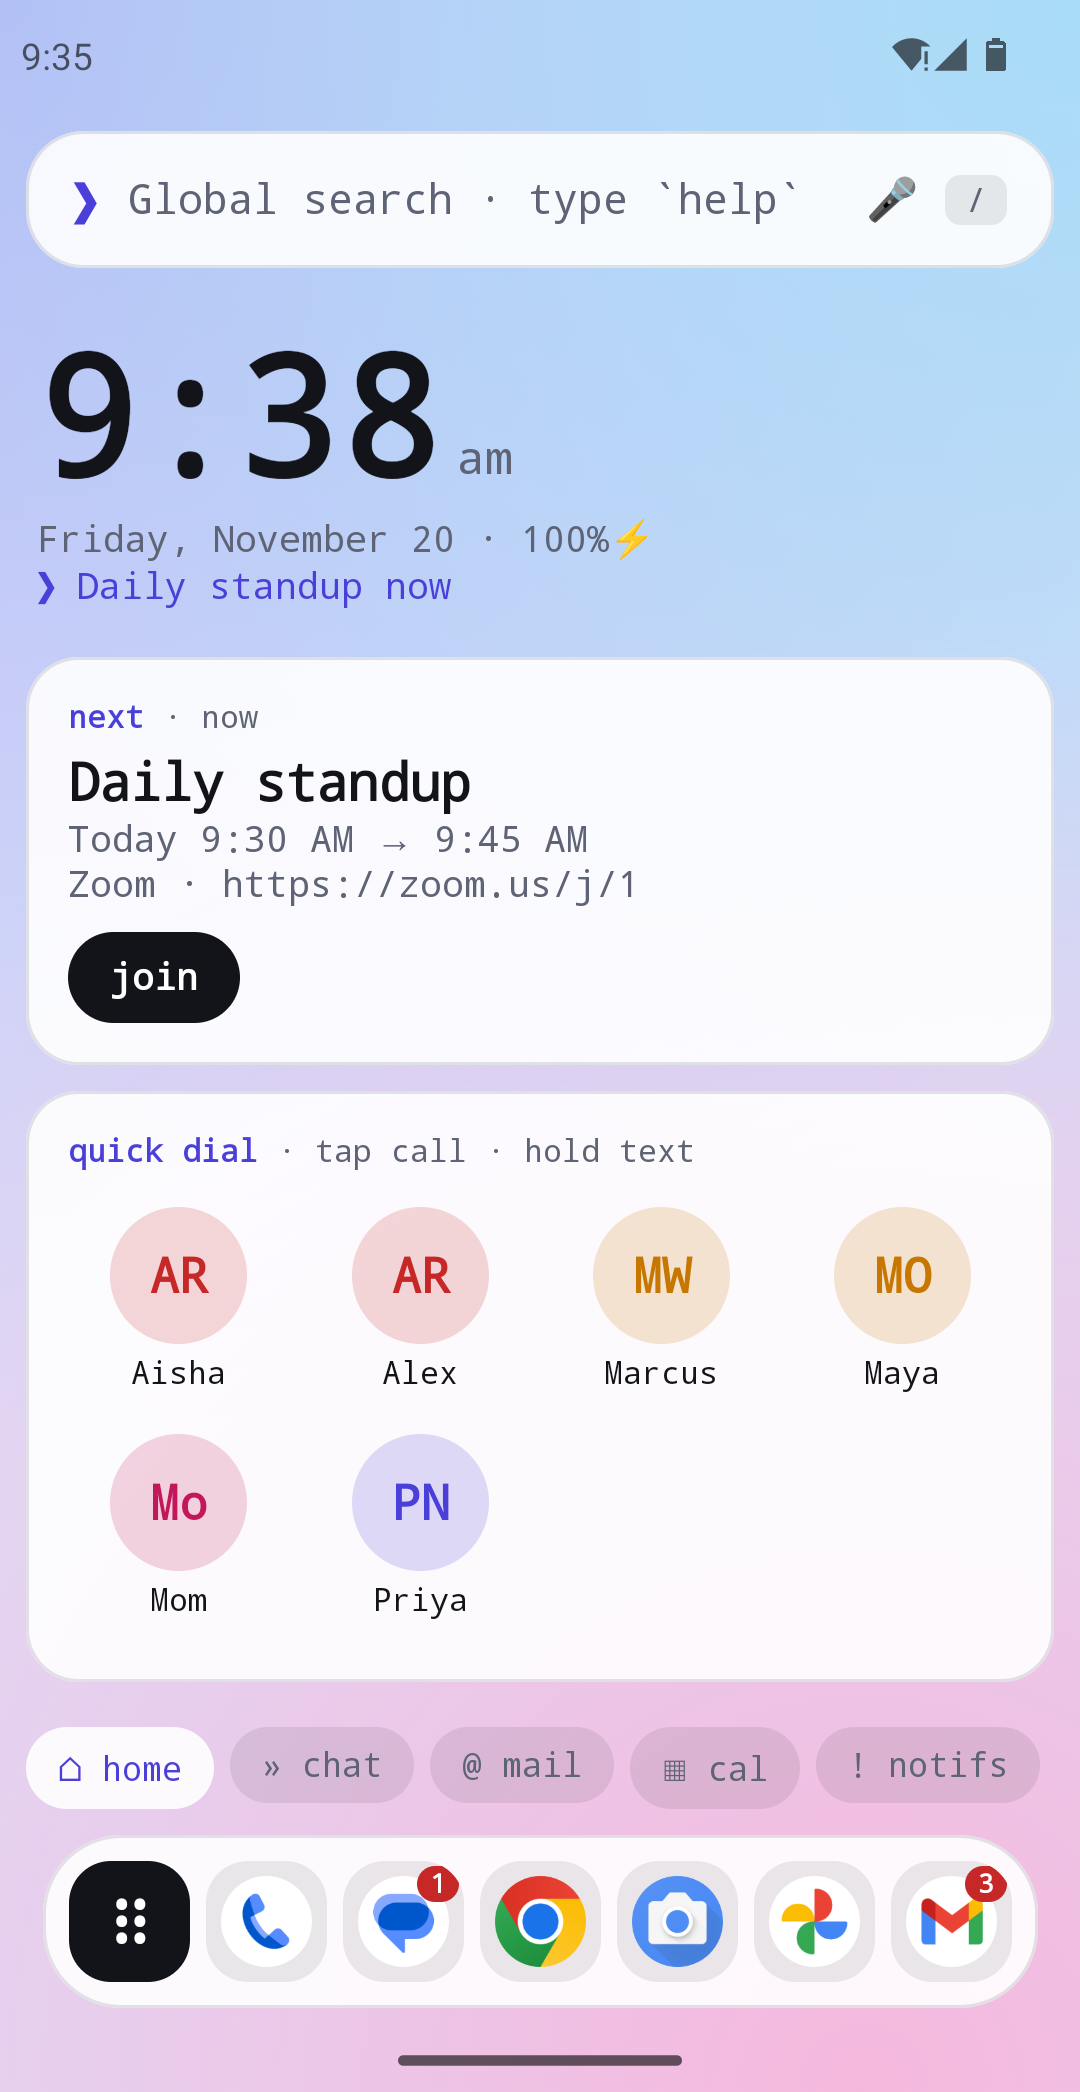 9:35
❯ Global search · type `help` 🎤 /
9:38 am
Friday, November 20 · 100%⚡
❯ Daily standup now
next · now
Daily standup
Today 9:30 AM → 9:45 AM
Zoom · https://zoom.us/j/1
join
quick dial · tap call · hold text
AR AR MW MO
Aisha Alex Marcus Maya
Mo PN
Mom Priya
⌂ home » chat @ mail ▦ cal ! notifs
1 3